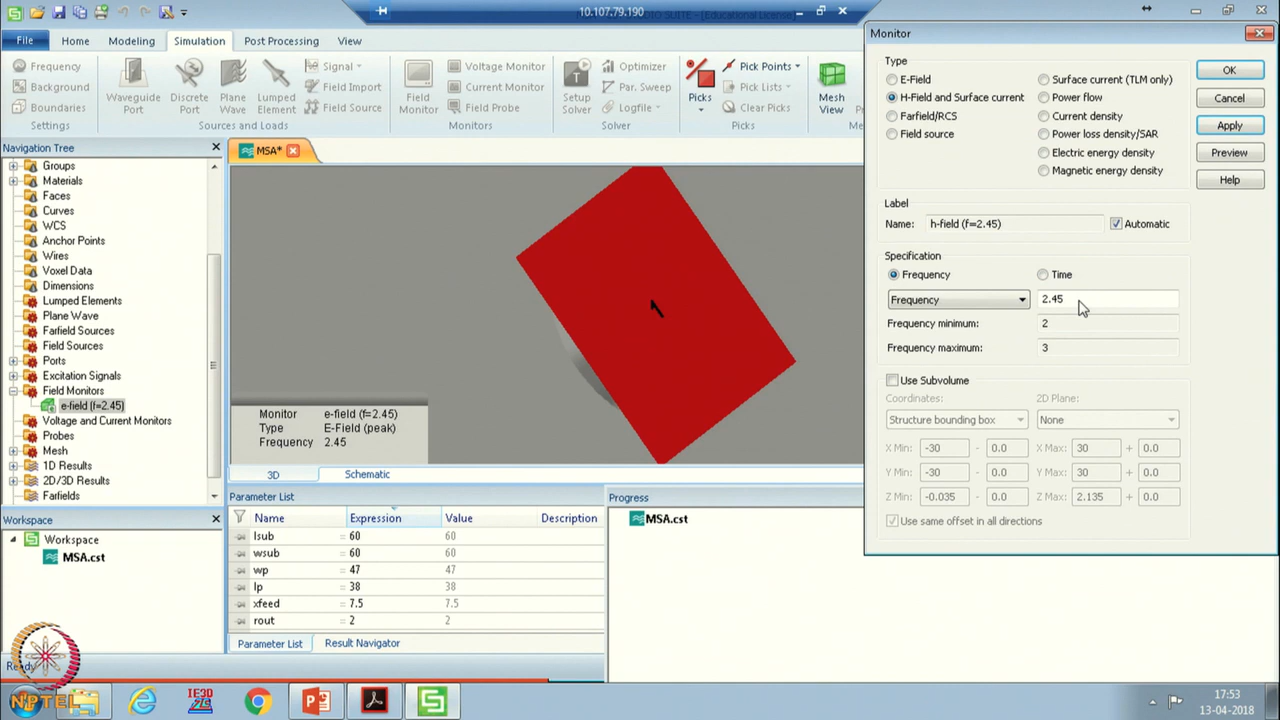 10.107.79.190
File Home Modeling Simulation Post Processing View
Frequency
Background
Boundaries
Settings
Waveguide Port
Discrete Port
Plane Wave
Lumped Element
Signal
Field Import
Field Source
Sources and Loads
Field Monitor
Voltage Monitor
Current Monitor
Field Probe
Monitors
Setup Solver
Optimizer
Par. Sweep
Logfile
Solver
Picks
Pick Points
Pick Lists
Clear Picks
Picks
Mesh View
Navigation Tree
Groups
Materials
Faces
Curves
WCS
Anchor Points
Wires
Voxel Data
Dimensions
Lumped Elements
Plane Wave
Farfield Sources
Field Sources
Ports
Excitation Signals
Field Monitors
e-field (f=2.45)
Voltage and Current Monitors
Probes
Mesh
1D Results
2D/3D Results
Farfields
Workspace
Workspace
MSA.cst
MSA*
Monitor e-field (f=2.45)
Type E-Field (peak)
Frequency 2.45
3D Schematic
Parameter List
Name Expression Value Description
lsub = 60 60
wsub = 60 60
wp = 47 47
lp = 38 38
xfeed = 7.5 7.5
rout = 2 2
Parameter List Result Navigator
Progress
MSA.cst
Monitor
Type
E-Field
H-Field and Surface current
Farfield/RCS
Field source
Surface current (TLM only)
Power flow
Current density
Power loss density/SAR
Electric energy density
Magnetic energy density
OK
Cancel
Apply
Preview
Help
Label
Name: h-field (f=2.45) Automatic
Specification
Frequency Time
Frequency 2.45
Frequency minimum: 2
Frequency maximum: 3
Use Subvolume
Coordinates: 2D Plane:
Structure bounding box None
X Min: -30 - 0.0 X Max: 30 + 0.0
Y Min: -30 - 0.0 Y Max: 30 + 0.0
Z Min: -0.035 - 0.0 Z Max: 2.135 + 0.0
Use same offset in all directions
NPTEL
IE3D
17:53
13-04-2018